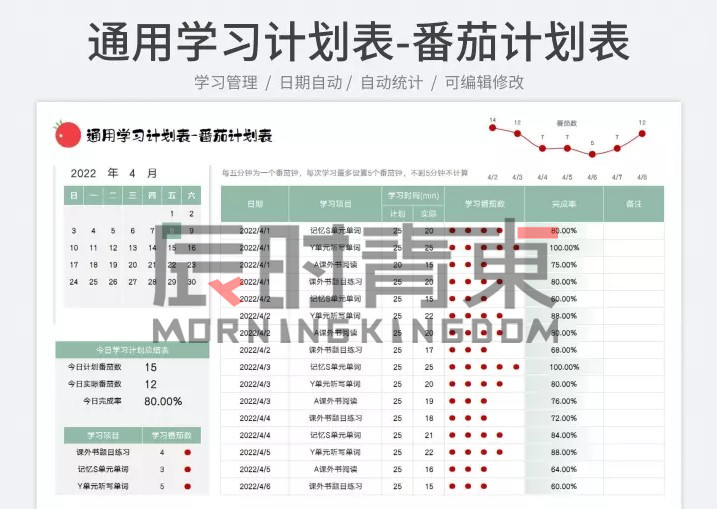 通用学习计划表-番茄计划表
学习管理 / 日期自动 / 自动统计 / 可编辑修改
通用学习计划表-番茄计划表
番茄数
14 12 7 7 5 7 12
4/2 4/3 4/4 4/5 4/6 4/7 4/8
2022 年 4 月
每五分钟为一个番茄钟，每次学习最多设置5个番茄钟，不到5分钟不计算
日 一 二 三 四 五 六
1 2
3 4 5 6 7 8 9
10 11 12 13 14 15 16
17 18 19 20 21 22 23
24 25 26 27 28 29 30
今日学习计划总结表
今日计划番茄数 15
今日实际番茄数 12
今日完成率 80.00%
学习项目 学习番茄数
课外书题目练习 4
记忆S单元单词 3
Y单元听写单词 5
日期 学习项目 学习时间(min) 学习番茄数 完成率 备注
计划 实际
2022/4/1 记忆S单元单词 25 20 80.00%
2022/4/1 Y单元听写单词 25 25 100.00%
2022/4/1 A课外书阅读 20 15 75.00%
2022/4/1 课外书题目练习 25 20 80.00%
2022/4/2 记忆S单元单词 25 15 60.00%
2022/4/2 Y单元听写单词 25 22 88.00%
2022/4/2 A课外书阅读 20
2022/4/2 课外书题目练习 25 17 68.00%
2022/4/3 记忆S单元单词 25 25 100.00%
2022/4/3 Y单元听写单词 25 20 80.00%
2022/4/3 A课外书阅读 25 19 76.00%
2022/4/4 课外书题目练习 25 18 72.00%
2022/4/4 记忆S单元单词 25 21 84.00%
2022/4/5 Y单元听写单词 25 22 88.00%
2022/4/5 A课外书阅读 25 16 64.00%
2022/4/6 课外书题目练习 25 15 60.00%
MORNING KINGDOM